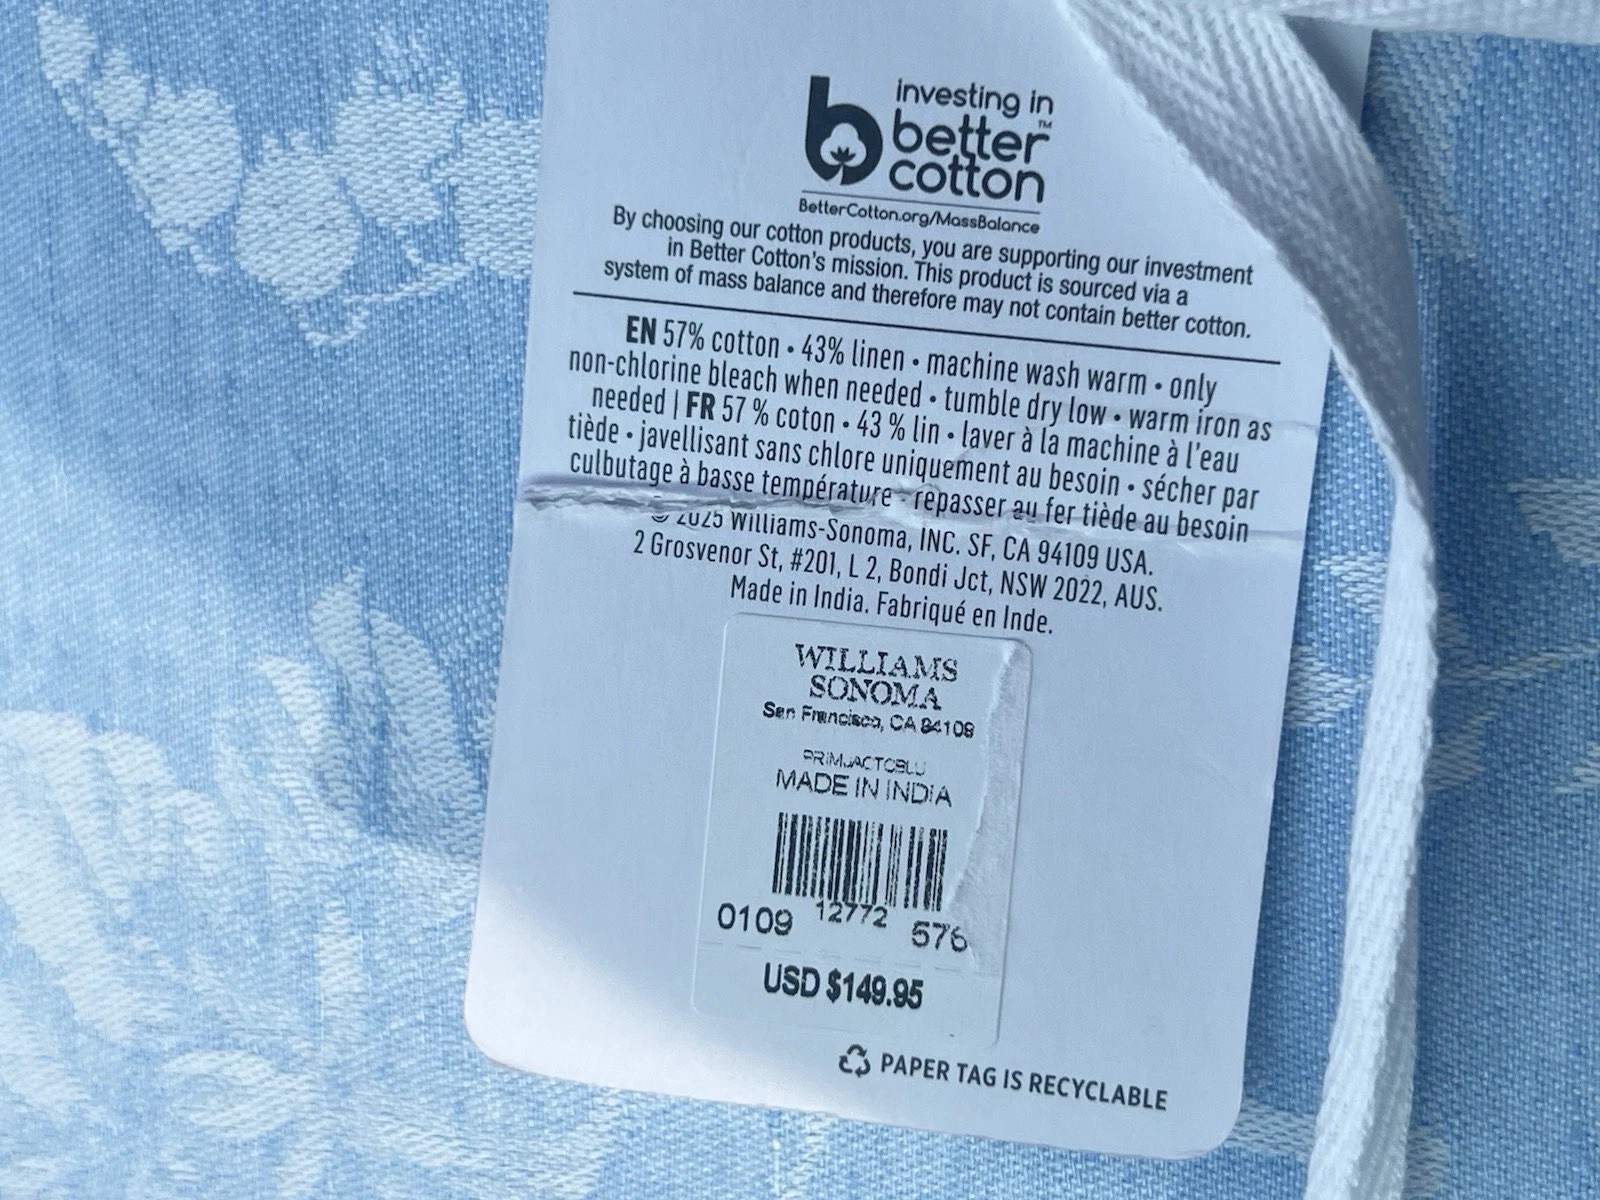 investing in
better™
cotton
BetterCotton.org/MassBalance
By choosing our cotton products, you are supporting our investment
in Better Cotton's mission. This product is sourced via a
system of mass balance and therefore may not contain better cotton.
EN 57% cotton • 43% linen • machine wash warm • only
non-chlorine bleach when needed • tumble dry low • warm iron as
needed | FR 57 % coton • 43 % lin • laver à la machine à l'eau
tiède • javellisant sans chlore uniquement au besoin • sécher par
culbutage à basse température • repasser au fer tiède au besoin
© 2025 Williams-Sonoma, INC. SF, CA 94109 USA.
2 Grosvenor St, #201, L 2, Bondi Jct, NSW 2022, AUS.
Made in India. Fabriqué en Inde.
WILLIAMS
SONOMA
San Francisco, CA 94109
PRIMJACTCBLU
MADE IN INDIA
0109 12772 576
USD $149.95
PAPER TAG IS RECYCLABLE